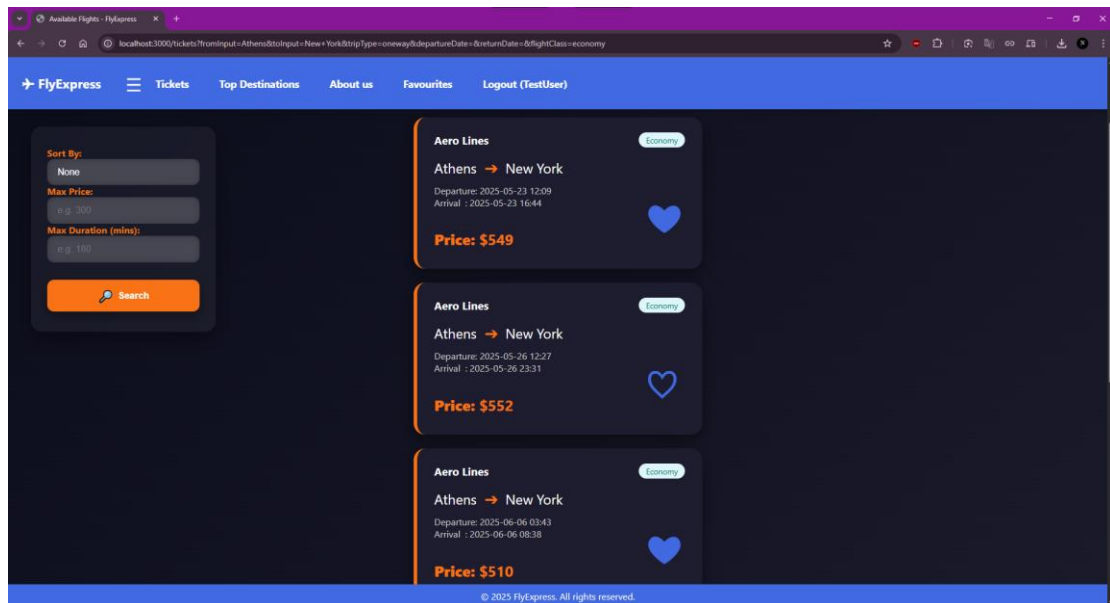 Available Flights - FlyExpress
localhost:3000/tickets?fromInput=Athens&toInput=New+York&tripType=oneway&departureDate=&returnDate=&flightClass=economy
FlyExpress
Tickets
Top Destinations
About us
Favourites
Logout (TestUser)
Sort By:
None
Max Price:
e.g. 300
Max Duration (mins):
e.g. 180
Search
Aero Lines
Economy
Athens ➔ New York
Departure: 2025-05-23 12:09
Arrival : 2025-05-23 16:44
Price: $549
Aero Lines
Economy
Athens ➔ New York
Departure: 2025-05-26 12:27
Arrival : 2025-05-26 23:31
Price: $552
Aero Lines
Economy
Athens ➔ New York
Departure: 2025-06-06 03:43
Arrival : 2025-06-06 08:38
Price: $510
© 2025 FlyExpress. All rights reserved.